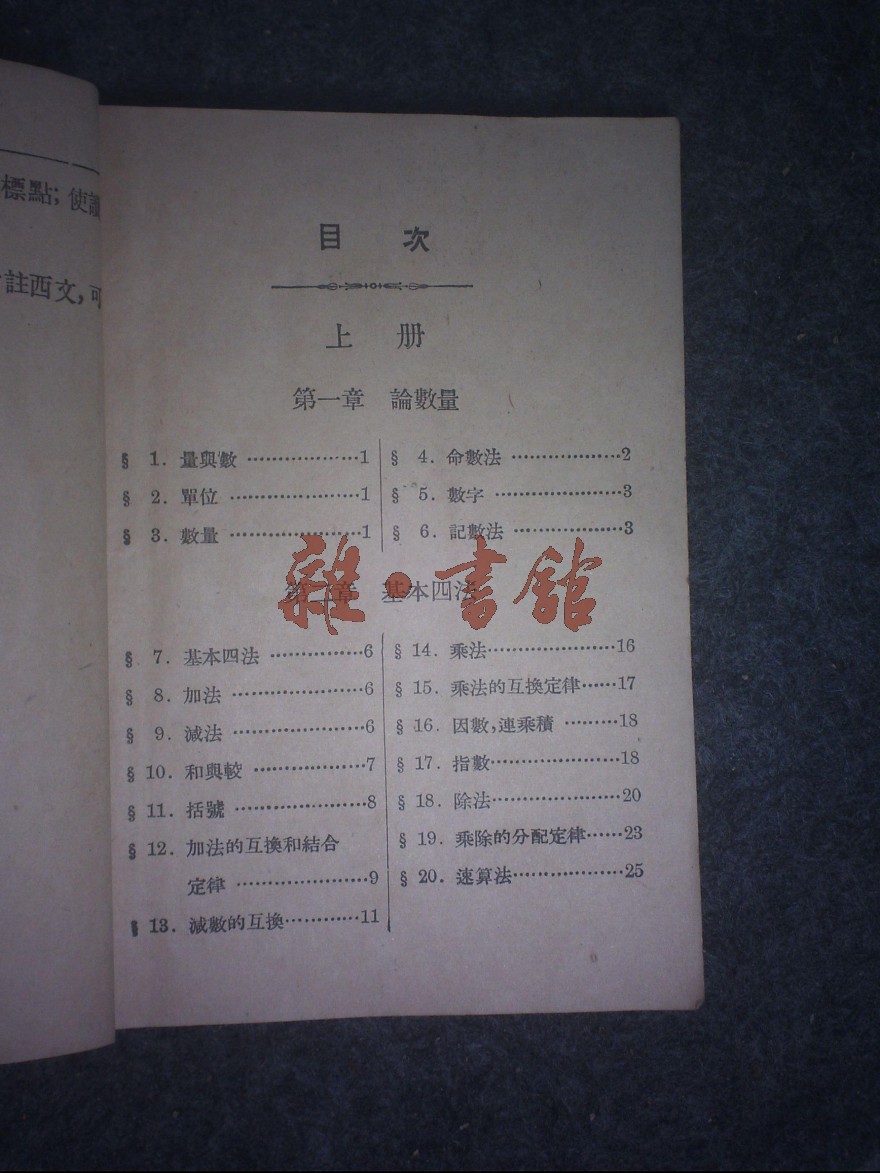 標點；使
註西文，
目 次
上 册
第一章 論數量
§ 1. 量與數 ··················1
§ 2. 單位 ·····················1
§ 3. 數量 ·····················1
§ 4. 命數法 ··················2
§ 5. 數字 ·····················3
§ 6. 記數法 ··················3
雜·書館
第二章 基本四法
§ 7. 基本四法 ···············6
§ 8. 加法 ·····················6
§ 9. 減法 ·····················6
§ 10. 和與較 ··················7
§ 11. 括號 ·····················8
§ 12. 加法的互換和結合
定律 ·····················9
§ 13. 減數的互換············11
§ 14. 乘法·····················16
§ 15. 乘法的互換定律······17
§ 16. 因數，連乘積 ·········18
§ 17. 指數·····················18
§ 18. 除法·····················20
§ 19. 乘除的分配定律······23
§ 20. 速算法··················25